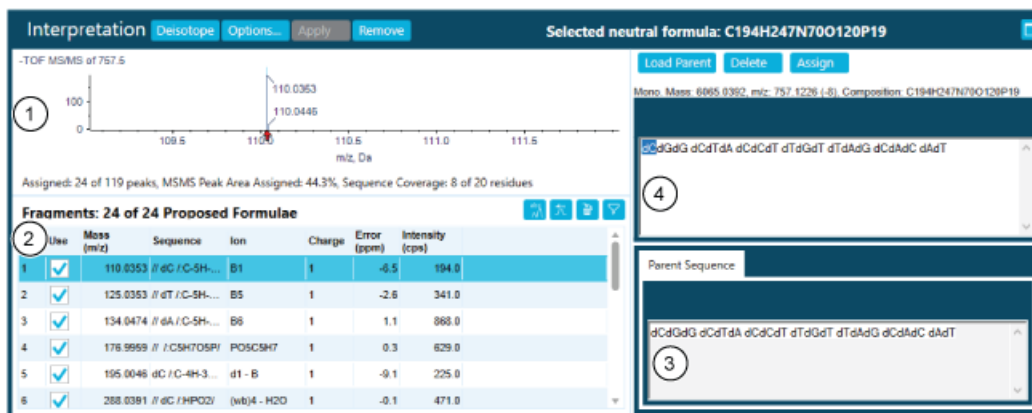 Interpretation Deisotope Options... Apply Remove Selected neutral formula: C194H247N70O120P19
-TOF MS/MS of 757.5
Load Parent Delete Assign
Mono. Mass: 6065.0392, m/z: 757.1226 (-8), Composition: C194H247N70O120P19
110.0353
110.0446
100
0
1
109.5 110.0 110.5 111.0 111.5
m/z, Da
dCdGdG dCdTdA dCdCdT dTdGdT dTdAdG dCdAdC dAdT
4
Assigned: 24 of 119 peaks, MSMS Peak Area Assigned: 44.3%, Sequence Coverage: 8 of 20 residues
Fragments: 24 of 24 Proposed Formulae
2
Use Mass (m/z) Sequence Ion Charge Error (ppm) Intensity (cps)
1 110.0353 // dC /:C-5H-... B1 1 -6.5 194.0
2 125.0353 // dT /:C-5H-... B5 1 -2.6 341.0
3 134.0474 // dA /:C-5H-... B6 1 1.1 868.0
4 176.9959 // /:C5H7O5P/ PO5C5H7 1 0.3 629.0
5 195.0046 dC /:C-4H-3... d1 - B 1 -9.1 225.0
6 288.0391 // dC /:HPO2/ (wb)4 - H2O 1 -0.1 471.0
Parent Sequence
dCdGdG dCdTdA dCdCdT dTdGdT dTdAdG dCdAdC dAdT
3